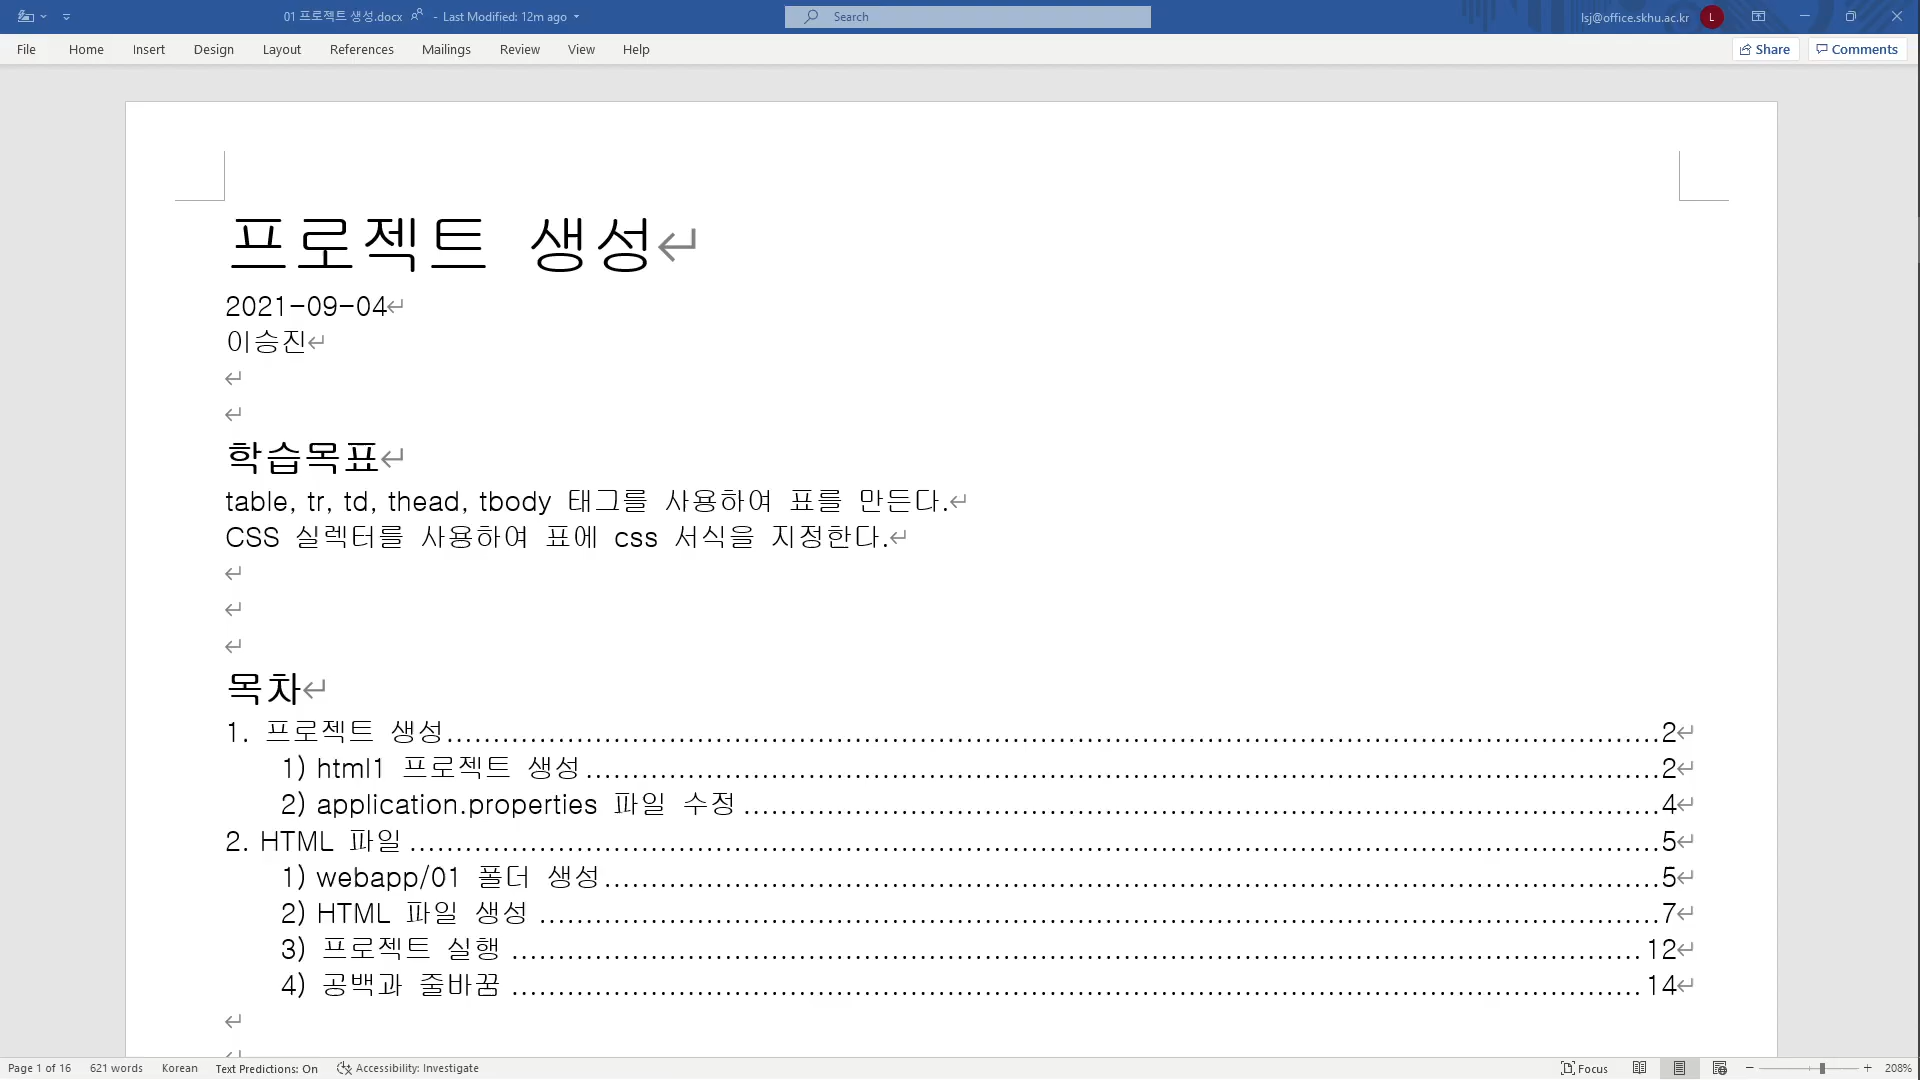 01 프로젝트 생성.docx - Last Modified: 12m ago
Search
lsj@office.skhu.ac.kr L
File Home Insert Design Layout References Mailings Review View Help
Share Comments
프로젝트 생성
2021-09-04
이승진
학습목표
table, tr, td, thead, tbody 태그를 사용하여 표를 만든다.
CSS 실렉터를 사용하여 표에 css 서식을 지정한다.
목차
1. 프로젝트 생성 2
1) html1 프로젝트 생성 2
2) application.properties 파일 수정 4
2. HTML 파일 5
1) webapp/01 폴더 생성 5
2) HTML 파일 생성 7
3) 프로젝트 실행 12
4) 공백과 줄바꿈 14
Page 1 of 16 621 words Korean Text Predictions: On Accessibility: Investigate Focus 208%